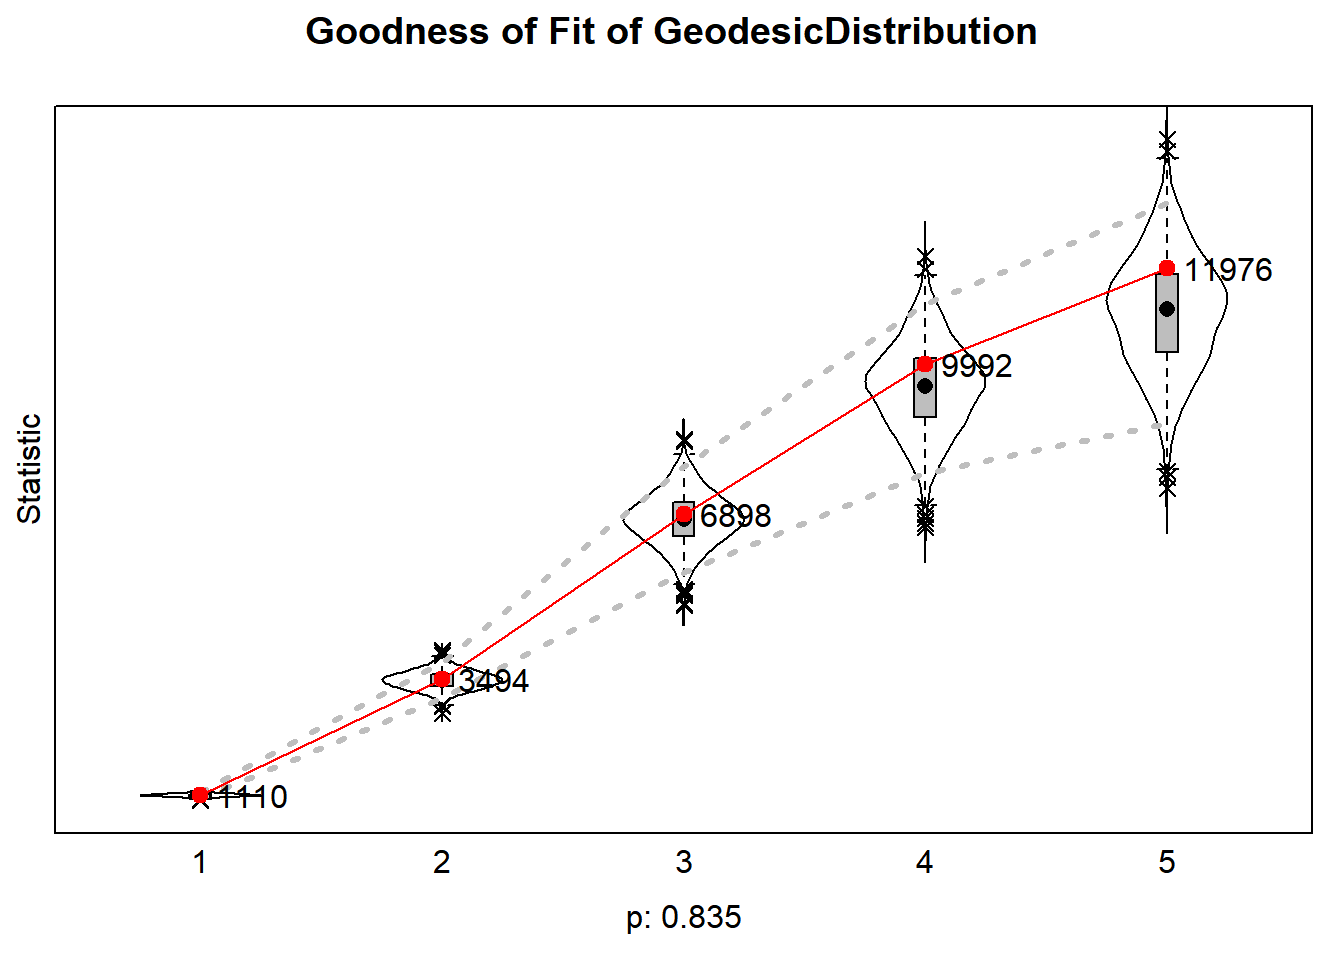 Goodness of Fit of GeodesicDistribution
Statistic
11976
9992
6898
3494
1110
1 2 3 4 5
p: 0.835